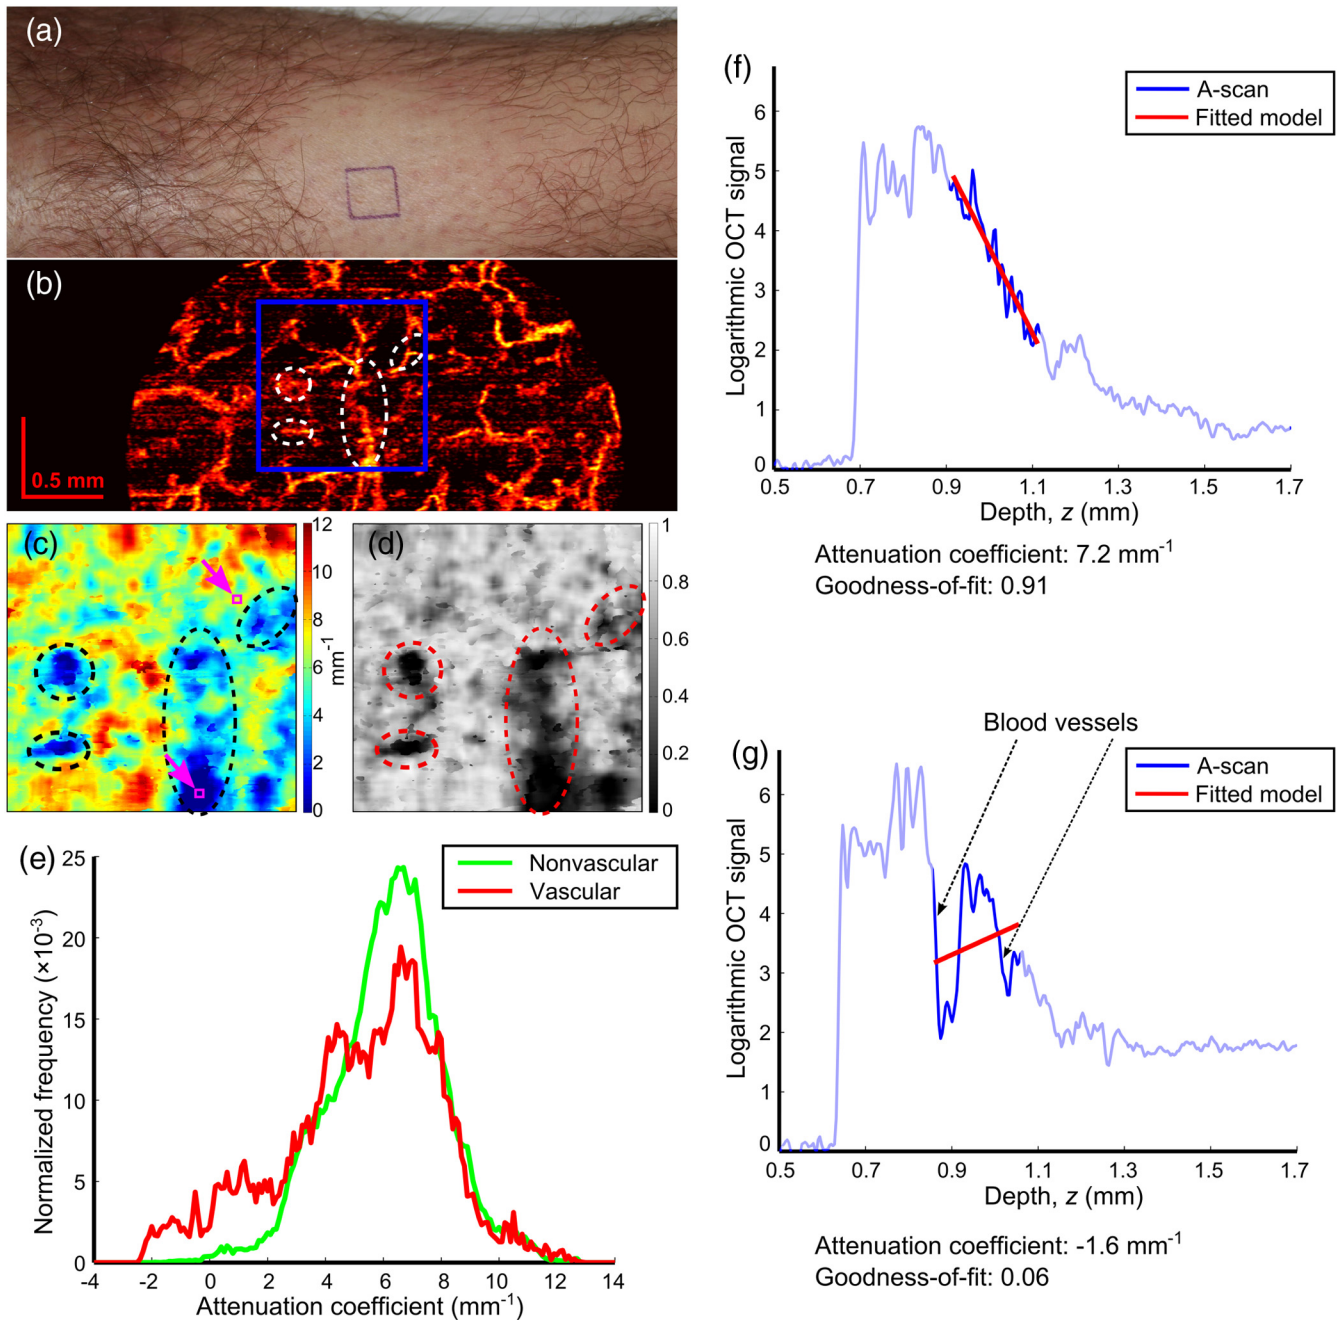 (a)
(b)
0.5 mm
(c)
12
10
8
6
4
2
0
mm⁻¹
(d)
1
0.8
0.6
0.4
0.2
0
(e)
25
20
15
10
5
0
Normalized frequency (×10⁻³)
Nonvascular
Vascular
-4 -2 0 2 4 6 8 10 12 14
Attenuation coefficient (mm⁻¹)
(f)
A-scan
Fitted model
6
5
4
3
2
1
0
Logarithmic OCT signal
0.5 0.7 0.9 1.1 1.3 1.5 1.7
Depth, z (mm)
Attenuation coefficient: 7.2 mm⁻¹
Goodness-of-fit: 0.91
Blood vessels
(g)
A-scan
Fitted model
6
5
4
3
2
1
0
Logarithmic OCT signal
0.5 0.7 0.9 1.1 1.3 1.5 1.7
Depth, z (mm)
Attenuation coefficient: -1.6 mm⁻¹
Goodness-of-fit: 0.06